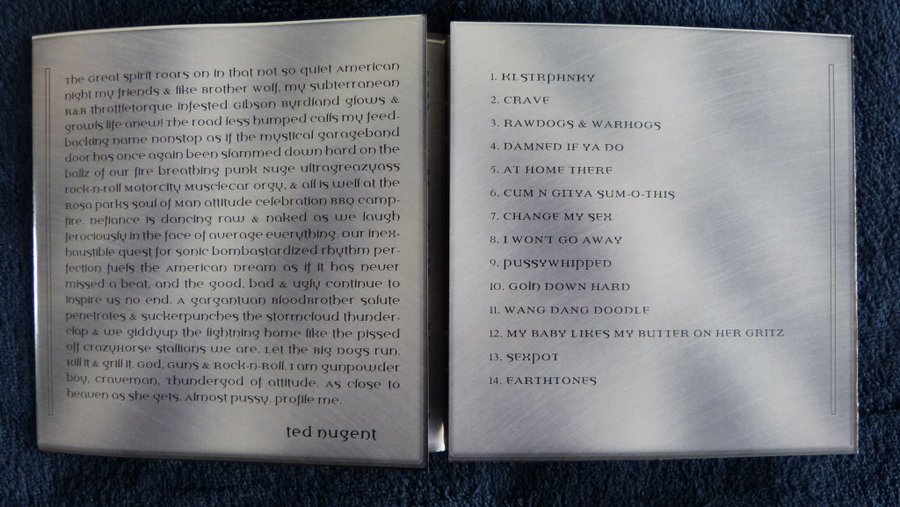 The Great Spirit roars on in that not so quiet American
night my friends & like Brother Wolf, my subterranean
R&B throttletorque infested Gibson Byrdland glows &
growls life anew! The road less humped calls my feed-
backing name nonstop as if the mystical garageband
door has once again been slammed down hard on the
ballz of our fire breathing punk Nuge ultragreazyass
rock-n-roll Motorcity Musclecar orgy, & all is well at the
Rosa Parks Soul of Man attitude celebration BBQ camp-
fire. Defiance is dancing raw & naked as we laugh
ferociously in the face of average everything. Our inex-
haustible quest for sonic bombastardized rhythm per-
fection fuels the American Dream as if it has never
missed a beat, and the good, bad & ugly continue to
inspire us no end. A gargantuan BloodBrother salute
penetrates & suckerpunches the stormcloud thunder-
clap & we giddyup the lightning home like the pissed
off CrazyHorse stallions we are. Let the Big Dogs run.
Kill it & grill it. God, Guns & Rock-n-Roll. I am gunpowder
boy, Craveman, Thundergod of attitude. As close to
heaven as she gets. Almost pussy. Profile me.
ted nugent
1. KLSTRPHNKY
2. CRAVE
3. RAWDOGS & WARHOGS
4. DAMNED IF YA DO
5. AT HOME THERE
6. CUM N GITYA SUM-O-THIS
7. CHANGE MY SEX
8. I WON'T GO AWAY
9. PUSSYWHIPPED
10. GOIN DOWN HARD
11. WANG DANG DOODLE
12. MY BABY LIKES MY BUTTER ON HER GRITZ
13. SEXPOT
14. EARTHTONES